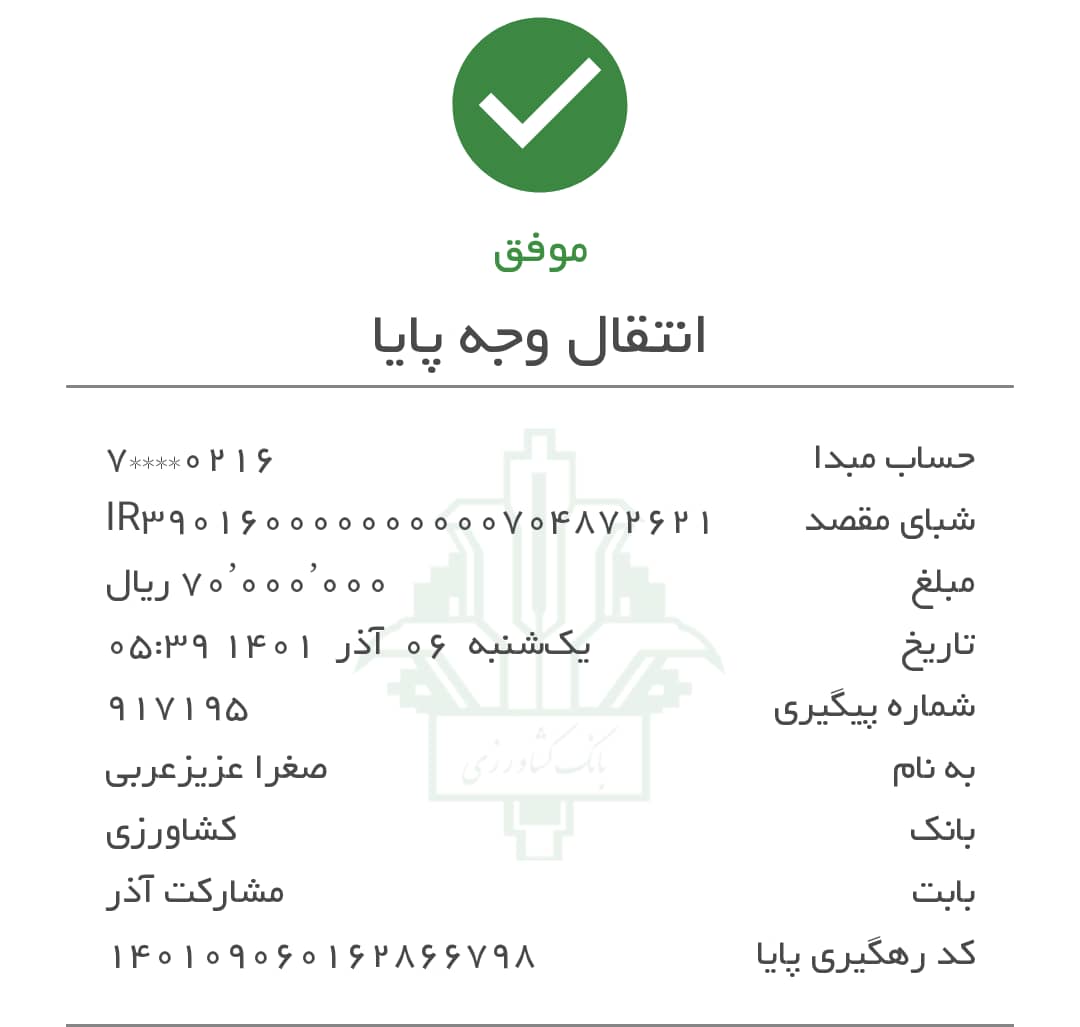 موفق
انتقال وجه پایا
حساب مبدا ۷****۰۲۱۶
شبای مقصد IR۳۹۰۱۶۰۰۰۰۰۰۰۰۰۰۷۰۴۸۷۲۶۲۱
مبلغ ۷۰٬۰۰۰٬۰۰۰ ریال
تاریخ یک‌شنبه ۰۶ آذر ۱۴۰۱ ۰۵:۳۹
شماره پیگیری ۹۱۷۱۹۵
به نام صغرا عزیزعربی
بانک کشاورزی
بابت مشارکت آذر
کد رهگیری پایا ۱۴۰۱۰۹۰۶۰۱۶۲۸۶۶۷۹۸
بانک کشاورزی